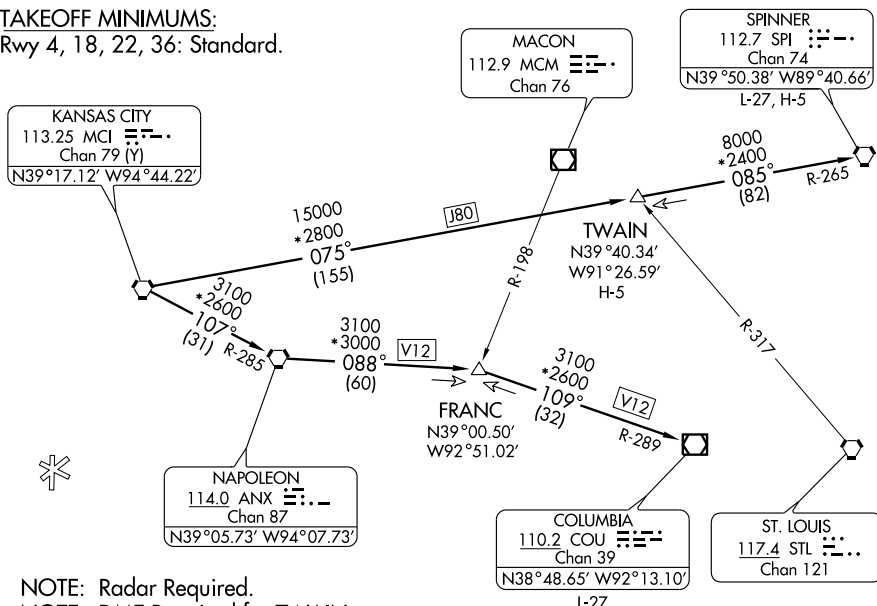 TAKEOFF MINIMUMS:
Rwy 4, 18, 22, 36: Standard.
MACON
112.9 MCM
Chan 76
SPINNER
112.7 SPI
Chan 74
N39°50.38' W89°40.66'
L-27, H-5
KANSAS CITY
113.25 MCI
Chan 79 (Y)
N39°17.12' W94°44.22'
8000
*2400
085°
(82)
R-265
15000
*2800
075°
(155)
J80
TWAIN
N39°40.34'
W91°26.59'
H-5
R-198
3100
*2600
107°
(31)
R-285
3100
*3000
088°
(60)
V12
R-317
3100
*2600
109°
(32)
V12
R-289
FRANC
N39°00.50'
W92°51.02'
NAPOLEON
114.0 ANX
Chan 87
N39°05.73' W94°07.73'
COLUMBIA
110.2 COU
Chan 39
N38°48.65' W92°13.10'
L-27
ST. LOUIS
117.4 STL
Chan 121
NOTE: Radar Required.